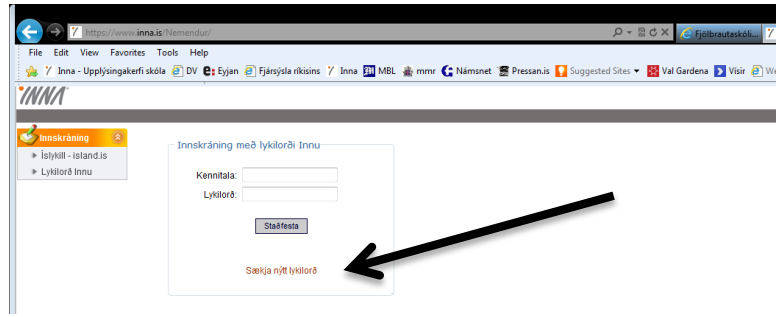 https://www.inna.is/Nemendur/
Fjölbrautaskóli...
File Edit View Favorites Tools Help
Inna - Upplýsingakerfi skóla DV Eyjan Fjársýsla ríkisins Inna MBL mmr Námsnet Pressan.is Suggested Sites Val Gardena Vísir
INNA
Innskráning
Íslykill - island.is
Lykilorð Innu
Innskráning með lykilorði Innu
Kennitala:
Lykilorð:
Staðfesta
Sækja nýtt lykilorð